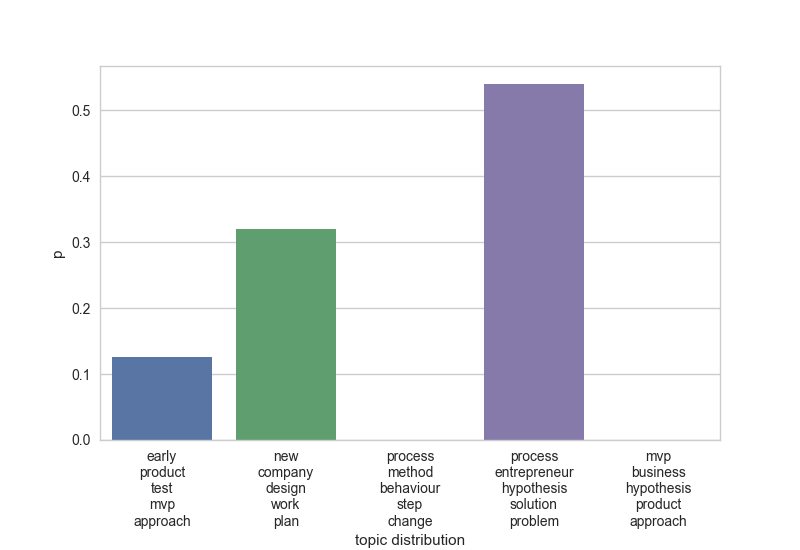 0.5
0.4
0.3
0.2
0.1
0.0
p
early
product
test
mvp
approach
new
company
design
work
plan
process
method
behaviour
step
change
process
entrepreneur
hypothesis
solution
problem
mvp
business
hypothesis
product
approach
topic distribution